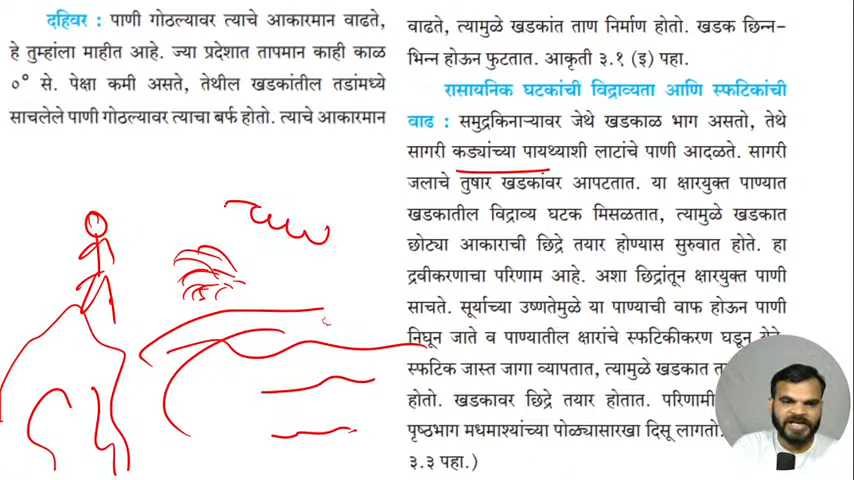 दहिवर : पाणी गोठल्यावर त्याचे आकारमान वाढते,
हे तुम्हांला माहीत आहे. ज्या प्रदेशात तापमान काही काळ
०° से. पेक्षा कमी असते, तेथील खडकांतील तडांमध्ये
साचलेले पाणी गोठल्यावर त्याचा बर्फ होतो. त्याचे आकारमान
वाढते, त्यामुळे खडकांत ताण निर्माण होतो. खडक छिन्न-
भिन्न होऊन फुटतात. आकृती ३.१ (इ) पहा.
रासायनिक घटकांची विद्राव्यता आणि स्फटिकांची
वाढ : समुद्रकिनाऱ्यावर जेथे खडकाळ भाग असतो, तेथे
सागरी कड्यांच्या पायथ्याशी लाटांचे पाणी आदळते. सागरी
जलाचे तुषार खडकांवर आपटतात. या क्षारयुक्त पाण्यात
खडकातील विद्राव्य घटक मिसळतात, त्यामुळे खडकात
छोट्या आकाराची छिद्रे तयार होण्यास सुरुवात होते. हा
द्रवीकरणाचा परिणाम आहे. अशा छिद्रांतून क्षारयुक्त पाणी
साचते. सूर्याच्या उष्णतेमुळे या पाण्याची वाफ होऊन पाणी
निघून जाते व पाण्यातील क्षारांचे स्फटिकीकरण घडून
स्फटिक जास्त जागा व्यापतात, त्यामुळे खडकात
होतो. खडकावर छिद्रे तयार होतात. परिणामी
पृष्ठभाग मधमाश्यांच्या पोळ्यासारखा दिसू लागतो.
३.३ पहा.)